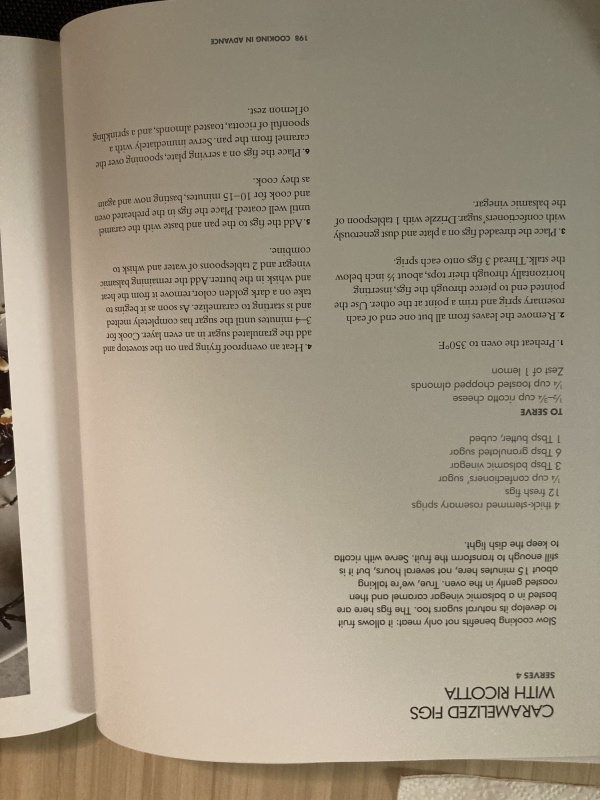 CARAMELIZED FIGS
WITH RICOTTA
SERVES 4
Slow cooking benefits not only meat: it allows fruit
to develop its natural sugars too. The figs here are
basted in a balsamic vinegar caramel and then
roasted gently in the oven. True, we're talking
about 15 minutes here, not several hours, but it is
still enough to transform the fruit. Serve with ricotta
to keep the dish light.
4 thick-stemmed rosemary sprigs
12 fresh figs
¼ cup confectioners' sugar
3 Tbsp balsamic vinegar
6 Tbsp granulated sugar
1 Tbsp butter, cubed
TO SERVE
½–¾ cup ricotta cheese
¼ cup toasted chopped almonds
Zest of 1 lemon
1. Preheat the oven to 350°F.
2. Remove the leaves from all but one end of each
rosemary sprig and trim a point at the other. Use the
pointed end to pierce through the figs, inserting
horizontally through their tops, about ½ inch below
the stalk. Thread 3 figs onto each sprig.
3. Place the threaded figs on a plate and dust generously
with confectioners' sugar. Drizzle with 1 tablespoon of
the balsamic vinegar.
4. Heat an ovenproof frying pan on the stovetop and
add the granulated sugar in an even layer. Cook for
3–4 minutes until the sugar has completely melted
and is starting to caramelize. As soon as it begins to
take on a dark golden color, remove it from the heat
and whisk in the butter. Add the remaining balsamic
vinegar and 2 tablespoons of water and whisk to
combine.
5. Add the figs to the pan and baste with the caramel
until well coated. Place the figs in the preheated oven
and cook for 10–15 minutes, basting now and again
as they cook.
6. Place the figs on a serving plate, spooning over the
caramel from the pan. Serve immediately with a
spoonful of ricotta, toasted almonds, and a sprinkling
of lemon zest.
198 COOKING IN ADVANCE